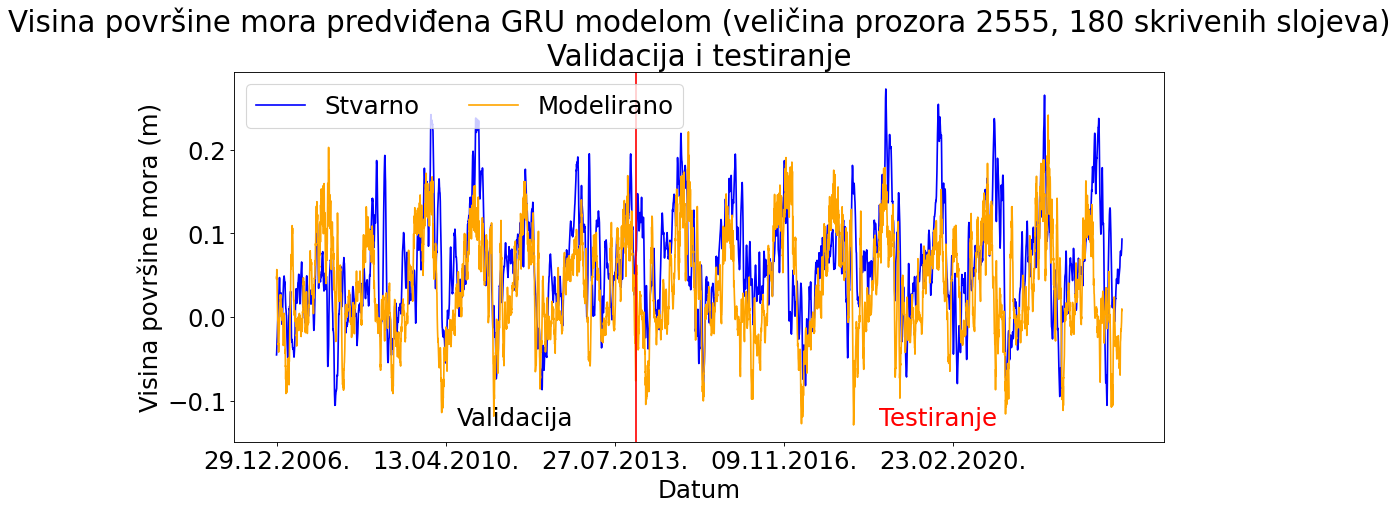 Visina površine mora predviđena GRU modelom (veličina prozora 2555, 180 skrivenih slojeva)
Validacija i testiranje
Stvarno
Modelirano
Visina površine mora (m)
0.2
0.1
0.0
−0.1
Validacija
Testiranje
29.12.2006.
13.04.2010.
27.07.2013.
09.11.2016.
23.02.2020.
Datum